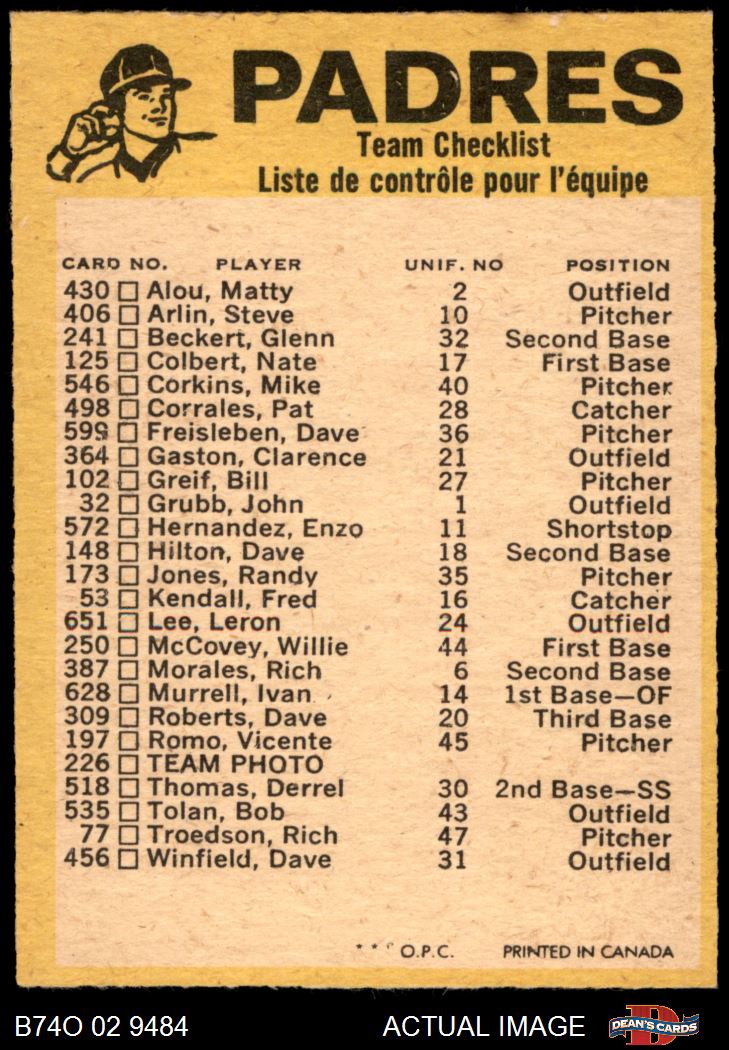 PADRES
Team Checklist
Liste de contrôle pour l'équipe
CARD NO. PLAYER UNIF. NO POSITION
430 Alou, Matty 2 Outfield
406 Arlin, Steve 10 Pitcher
241 Beckert, Glenn 32 Second Base
125 Colbert, Nate 17 First Base
546 Corkins, Mike 40 Pitcher
498 Corrales, Pat 28 Catcher
599 Freisleben, Dave 36 Pitcher
364 Gaston, Clarence 21 Outfield
102 Greif, Bill 27 Pitcher
32 Grubb, John 1 Outfield
572 Hernandez, Enzo 11 Shortstop
148 Hilton, Dave 18 Second Base
173 Jones, Randy 35 Pitcher
53 Kendall, Fred 16 Catcher
651 Lee, Leron 24 Outfield
250 McCovey, Willie 44 First Base
387 Morales, Rich 6 Second Base
628 Murrell, Ivan 14 1st Base—OF
309 Roberts, Dave 20 Third Base
197 Romo, Vicente 45 Pitcher
226 TEAM PHOTO
518 Thomas, Derrel 30 2nd Base—SS
535 Tolan, Bob 43 Outfield
77 Troedson, Rich 47 Pitcher
456 Winfield, Dave 31 Outfield
* * * O.P.C. PRINTED IN CANADA
B74O 02 9484 ACTUAL IMAGE D DEAN'S CARDS